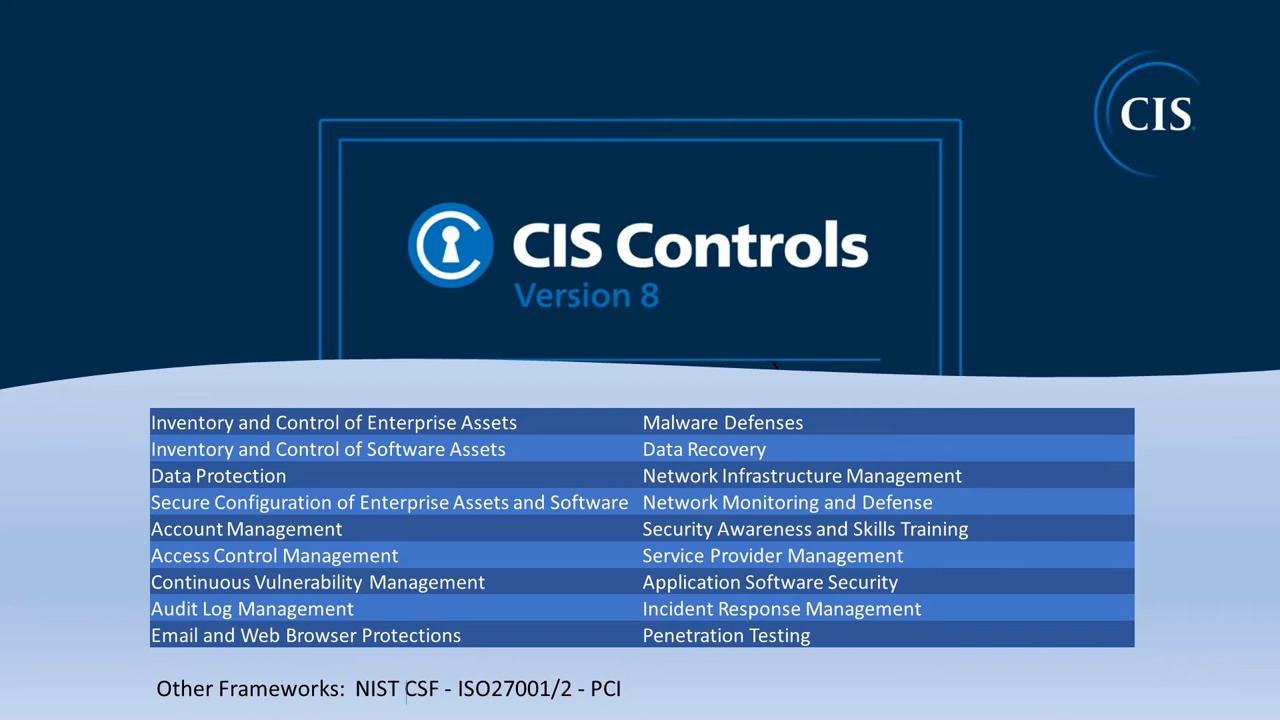 CIS
CIS Controls
Version 8
Inventory and Control of Enterprise Assets
Inventory and Control of Software Assets
Data Protection
Secure Configuration of Enterprise Assets and Software
Account Management
Access Control Management
Continuous Vulnerability Management
Audit Log Management
Email and Web Browser Protections
Malware Defenses
Data Recovery
Network Infrastructure Management
Network Monitoring and Defense
Security Awareness and Skills Training
Service Provider Management
Application Software Security
Incident Response Management
Penetration Testing
Other Frameworks: NIST CSF - ISO27001/2 - PCI